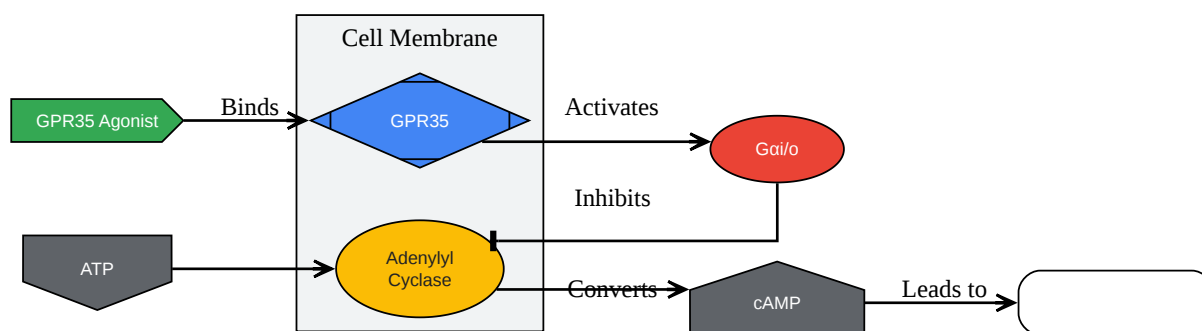 Cell Membrane
GPR35 Agonist
Binds
GPR35
Activates
Gαi/o
Inhibits
ATP
Adenylyl
Cyclase
Converts
cAMP
Leads to